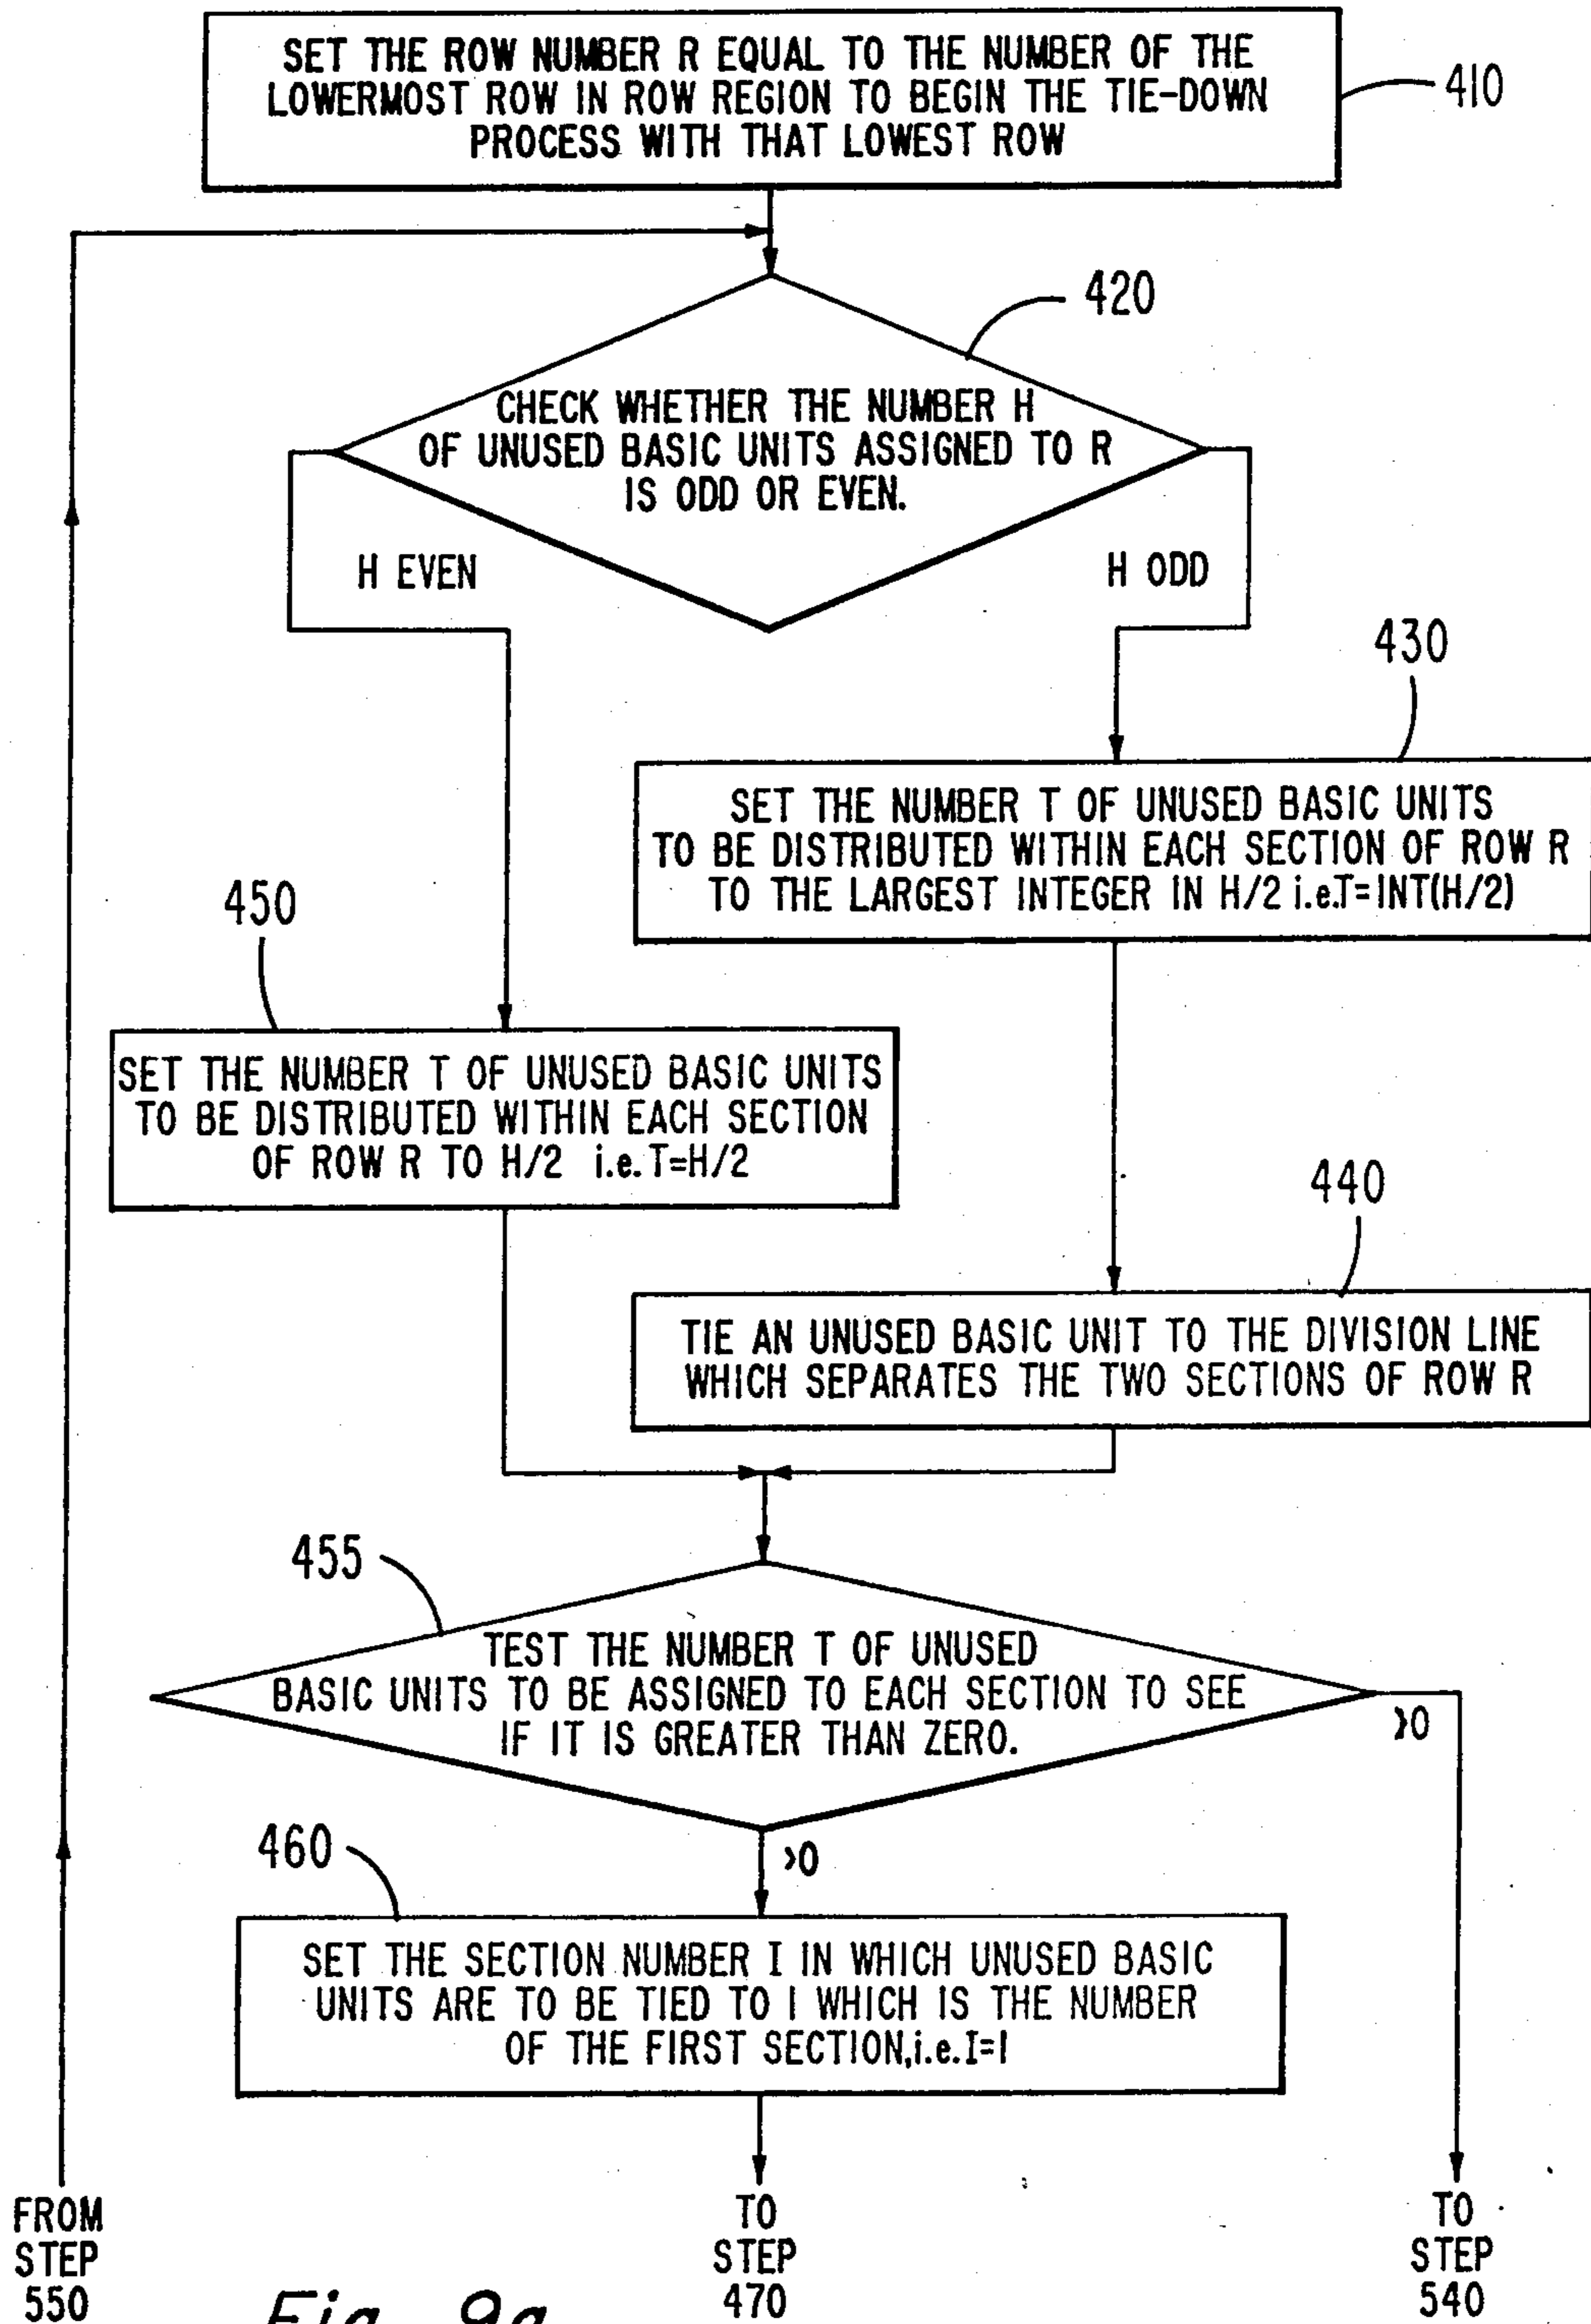 SET THE ROW NUMBER R EQUAL TO THE NUMBER OF THE
LOWERMOST ROW IN ROW REGION TO BEGIN THE TIE-DOWN
PROCESS WITH THAT LOWEST ROW
410
420
CHECK WHETHER THE NUMBER H
OF UNUSED BASIC UNITS ASSIGNED TO R
IS ODD OR EVEN.
H EVEN
H ODD
430
SET THE NUMBER T OF UNUSED BASIC UNITS
TO BE DISTRIBUTED WITHIN EACH SECTION OF ROW R
TO THE LARGEST INTEGER IN H/2 i.e.T=INT(H/2)
450
SET THE NUMBER T OF UNUSED BASIC UNITS
TO BE DISTRIBUTED WITHIN EACH SECTION
OF ROW R TO H/2 i.e. T=H/2
440
TIE AN UNUSED BASIC UNIT TO THE DIVISION LINE
WHICH SEPARATES THE TWO SECTIONS OF ROW R
455
TEST THE NUMBER T OF UNUSED
BASIC UNITS TO BE ASSIGNED TO EACH SECTION TO SEE
IF IT IS GREATER THAN ZERO.
>0
>0
460
SET THE SECTION NUMBER I IN WHICH UNUSED BASIC
UNITS ARE TO BE TIED TO 1 WHICH IS THE NUMBER
OF THE FIRST SECTION,i.e.I=1
FROM
STEP
550
TO
STEP
470
TO
STEP
540
Fig. 9a